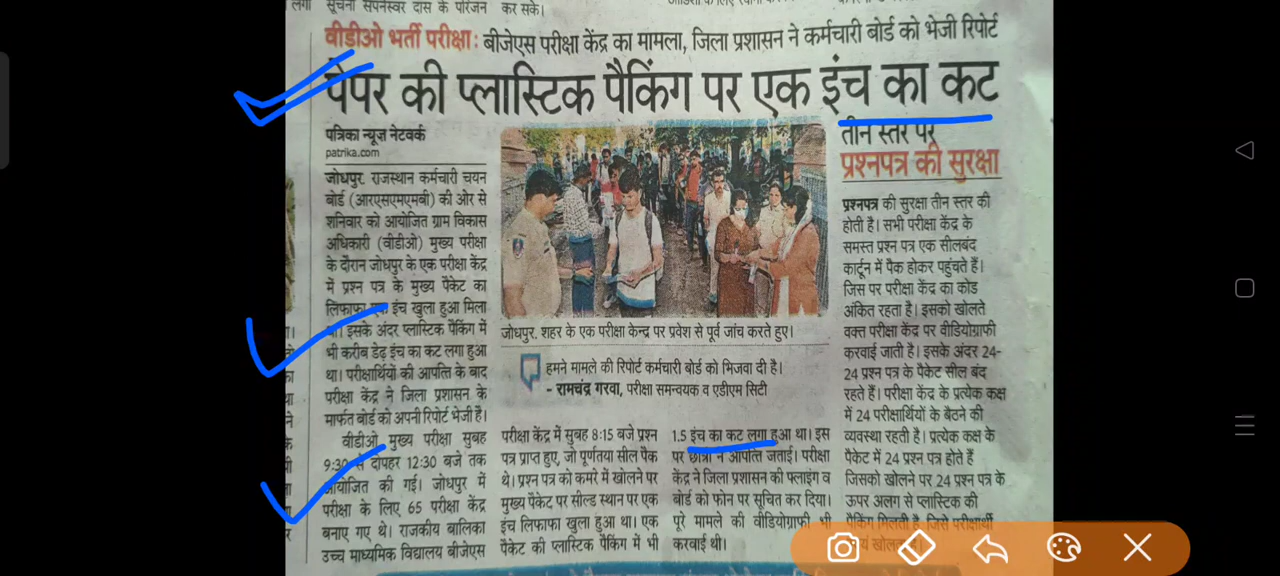 लगा सूचना सपनेस्वर दास के परिजन कर सके।
वीडीओ भर्ती परीक्षा: बीजेएस परीक्षा केंद्र का मामला, जिला प्रशासन ने कर्मचारी बोर्ड को भेजी रिपोर्ट
पेपर की प्लास्टिक पैकिंग पर एक इंच का कट
पत्रिका न्यूज़ नेटवर्क
patrika.com
जोधपुर. राजस्थान कर्मचारी चयन
बोर्ड (आरएसएमएमबी) की ओर से
शनिवार को आयोजित ग्राम विकास
अधिकारी (वीडीओ) मुख्य परीक्षा
के दौरान जोधपुर के एक परीक्षा केंद्र
में प्रश्न पत्र के मुख्य पैकेट का
लिफाफा एक इंच खुला हुआ मिला
था। इसके अंदर प्लास्टिक पैकिंग में
भी करीब डेढ़ इंच का कट लगा हुआ
था। परीक्षार्थियों की आपत्ति के बाद
परीक्षा केंद्र ने जिला प्रशासन के
मार्फत बोर्ड को अपनी रिपोर्ट भेजी है।
वीडीओ मुख्य परीक्षा सुबह
9:30 से दोपहर 12:30 बजे तक
आयोजित की गई। जोधपुर में
परीक्षा के लिए 65 परीक्षा केंद्र
बनाए गए थे। राजकीय बालिका
उच्च माध्यमिक विद्यालय बीजेएस
जोधपुर. शहर के एक परीक्षा केन्द्र पर प्रवेश से पूर्व जांच करते हुए।
हमने मामले की रिपोर्ट कर्मचारी बोर्ड को भिजवा दी है।
- रामचंद्र गरवा, परीक्षा समन्वयक व एडीएम सिटी
परीक्षा केंद्र में सुबह 8:15 बजे प्रश्न
पत्र प्राप्त हुए, जो पूर्णतया सील पैक
थे। प्रश्न पत्र को कमरे में खोलने पर
मुख्य पैकेट पर सील्ड स्थान पर एक
इंच लिफाफा खुला हुआ था। एक
पैकेट की प्लास्टिक पैकिंग में भी
1.5 इंच का कट लगा हुआ था। इस
पर छात्रों ने आपत्ति जताई। परीक्षा
केंद्र ने जिला प्रशासन की फ्लाइंग व
बोर्ड को फोन पर सूचित कर दिया।
पूरे मामले की वीडियोग्राफी भी
करवाई थी।
तीन स्तर पर
प्रश्नपत्र की सुरक्षा
प्रश्नपत्र की सुरक्षा तीन स्तर की
होती है। सभी परीक्षा केंद्र के
समस्त प्रश्न पत्र एक सीलबंद
कार्टून में पैक होकर पहुंचते हैं।
जिस पर परीक्षा केंद्र का कोड
अंकित रहता है। इसको खोलते
वक्त परीक्षा केंद्र पर वीडियोग्राफी
करवाई जाती है। इसके अंदर 24-
24 प्रश्न पत्र के पैकेट सील बंद
रहते हैं। परीक्षा केंद्र के प्रत्येक कक्ष
में 24 परीक्षार्थियों के बैठने की
व्यवस्था रहती है। प्रत्येक कक्ष के
पैकेट में 24 प्रश्न पत्र होते हैं
जिसको खोलने पर 24 प्रश्न पत्र के
ऊपर अलग से प्लास्टिक की
पैकिंग मिलती है, जिसे परीक्षार्थी